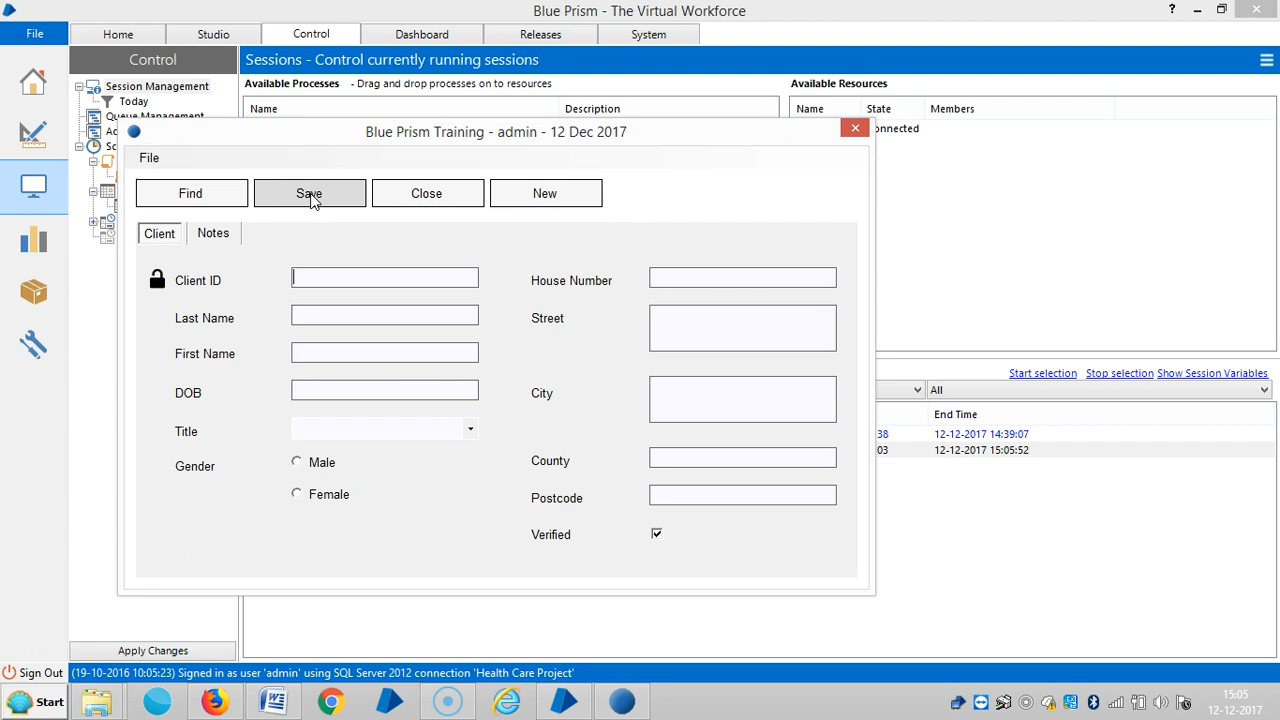 Blue Prism - The Virtual Workforce
?
File
Home
Studio
Control
Dashboard
Releases
System
Control
Session Management
Today
Queue Management
Sessions - Control currently running sessions
Available Processes - Drag and drop processes on to resources
Name
Description
Available Resources
Name
State
Members
onnected
Blue Prism Training - admin - 12 Dec 2017
File
Find
Save
Close
New
Client
Notes
Client ID
Last Name
First Name
DOB
Title
Gender
Male
Female
House Number
Street
City
County
Postcode
Verified
Start selection
Stop selection
Show Session Variables
All
End Time
38
12-12-2017 14:39:07
03
12-12-2017 15:05:52
Apply Changes
Sign Out
(19-10-2016 10:05:23) Signed in as user 'admin' using SQL Server 2012 connection 'Health Care Project'
Start
15:05
12-12-2017